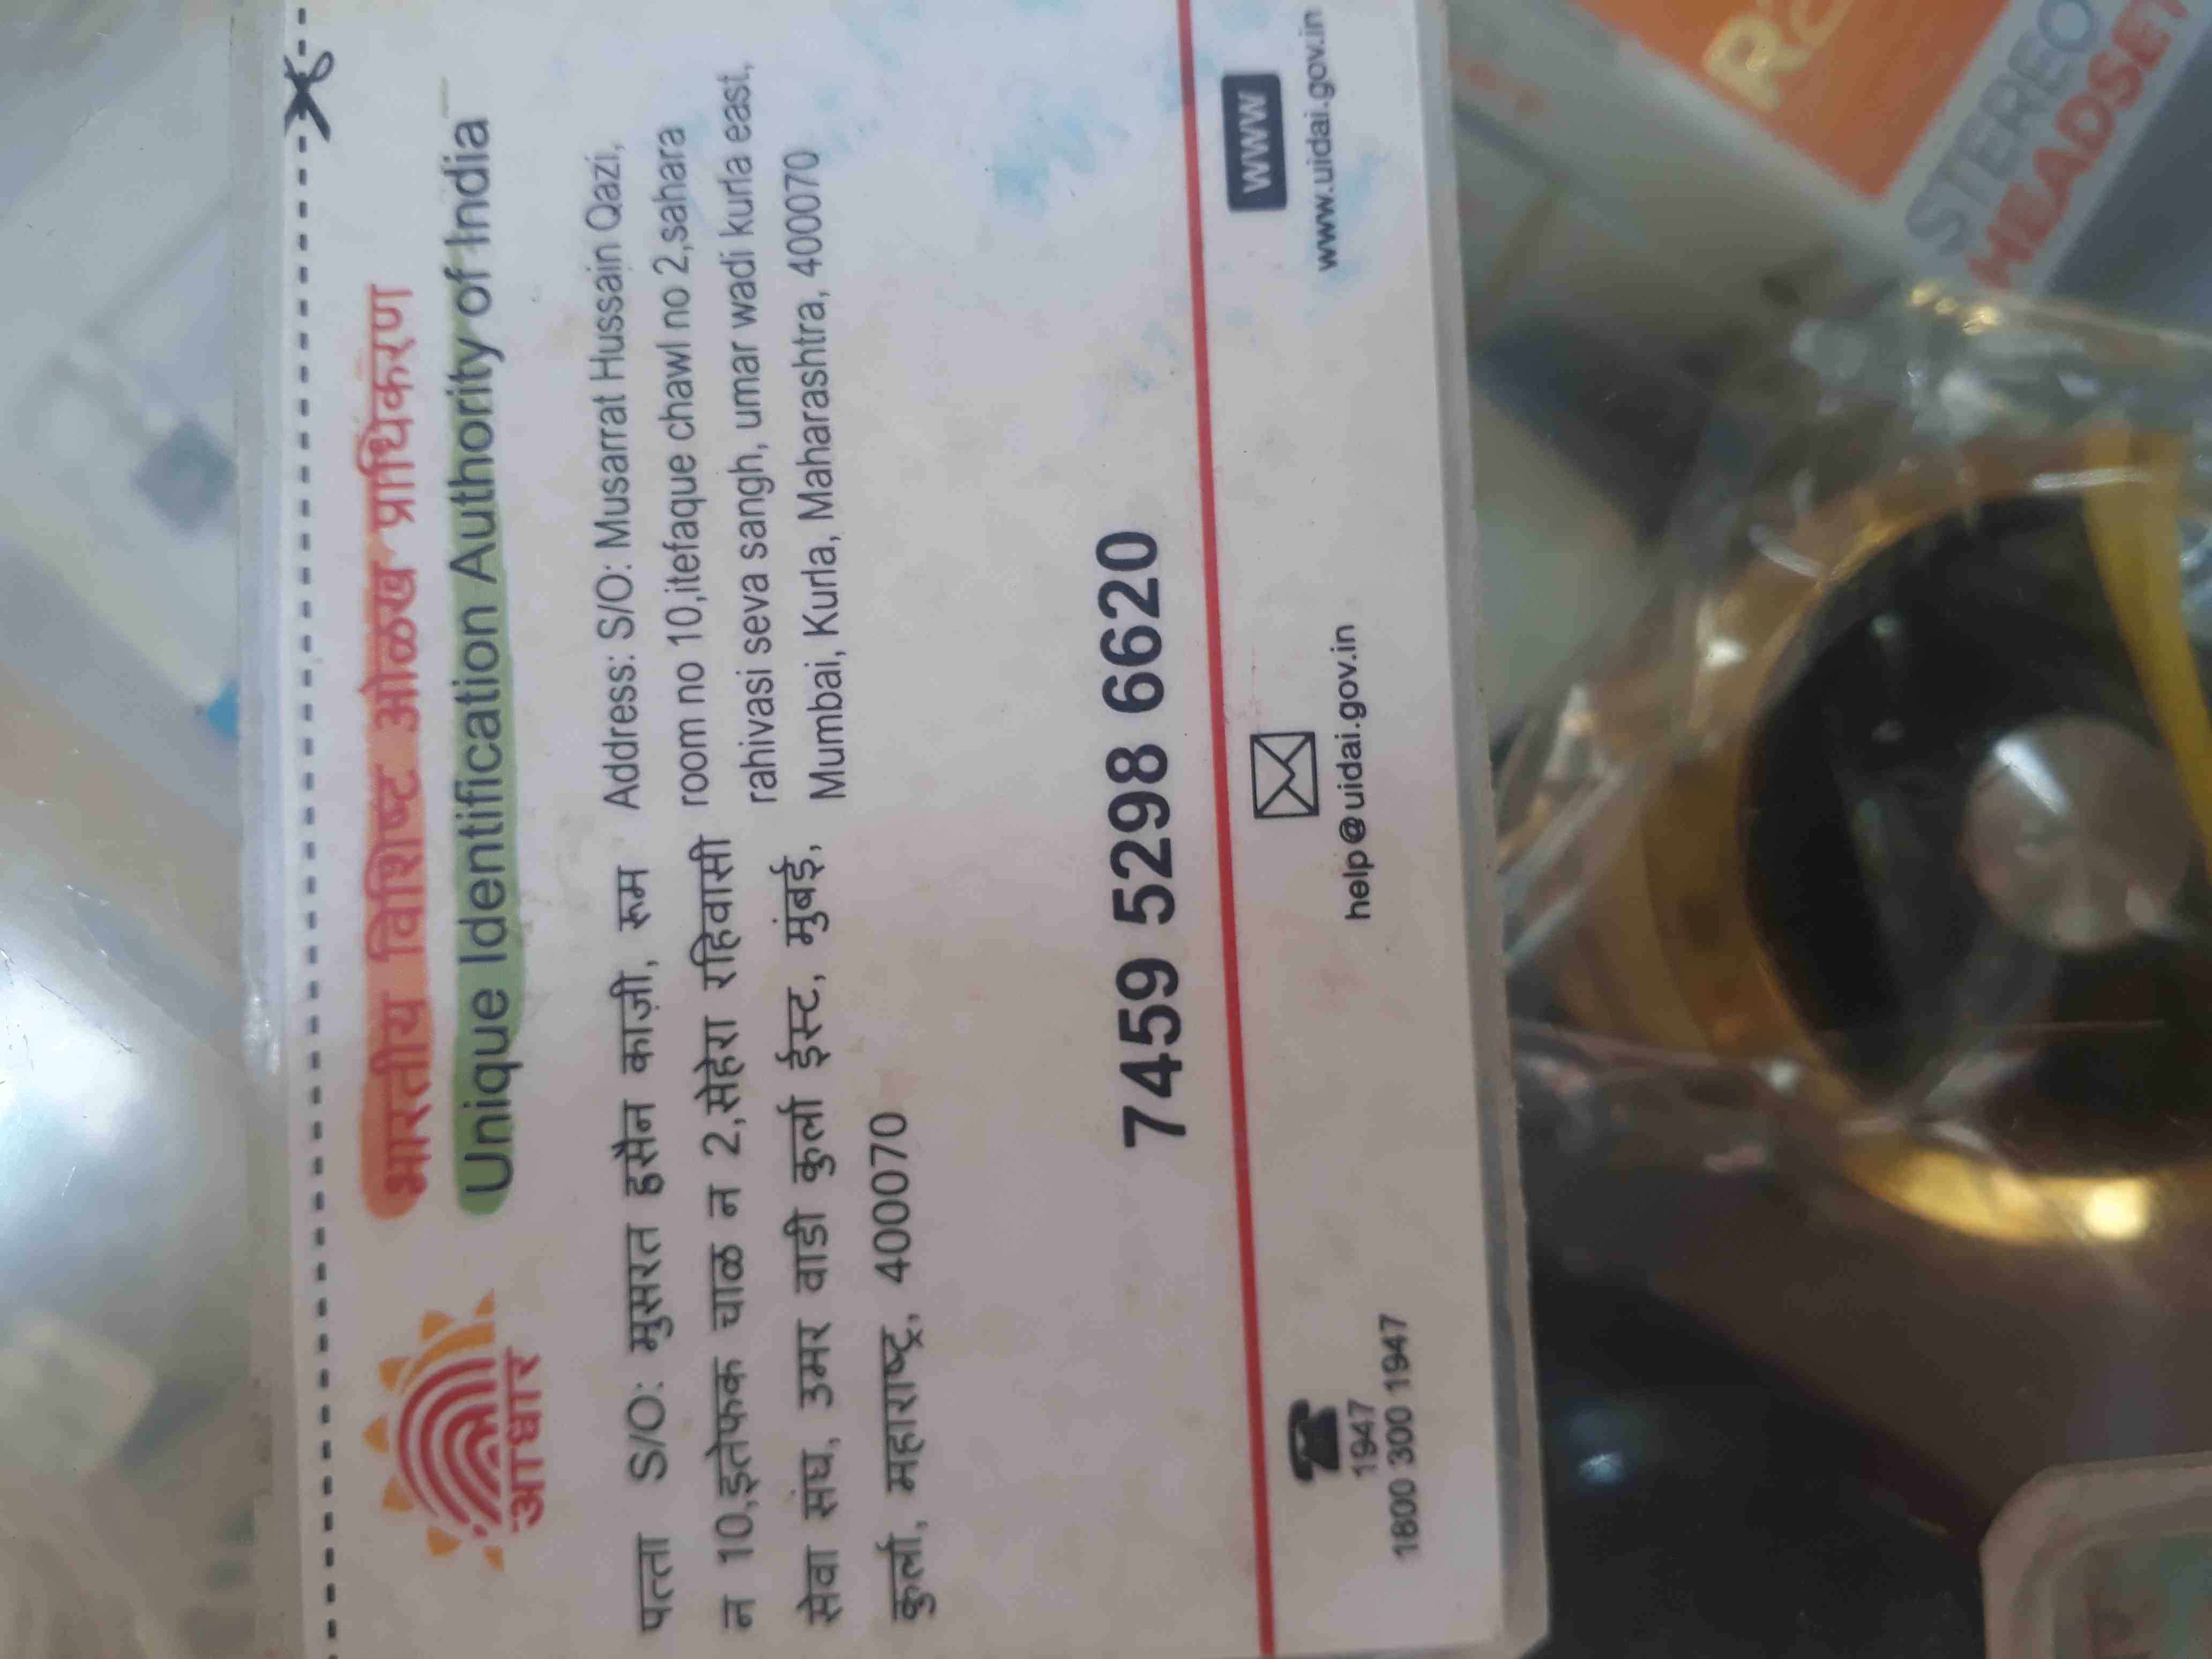 भारतीय विशिष्ट ओळख प्राधिकरण
Unique Identification Authority of India
आधार
पत्ता S/O: मुसरत हुसैन काज़ी, रूम
न 10,इतेफक चाळ न 2,सेहेरा रहिवासी
सेवा संघ, उमर वाडी कुर्ला ईस्ट, मुंबई,
कुर्ला, महाराष्ट्र, 400070
Address: S/O: Musarrat Hussain Qazi,
room no 10,itefaque chawl no 2,sahara
rahivasi seva sangh, umar wadi kurla east,
Mumbai, Kurla, Maharashtra, 400070
7459 5298 6620
1947
1800 300 1947
help@uidai.gov.in
WWW
www.uidai.gov.in
STEREO
HEADSET